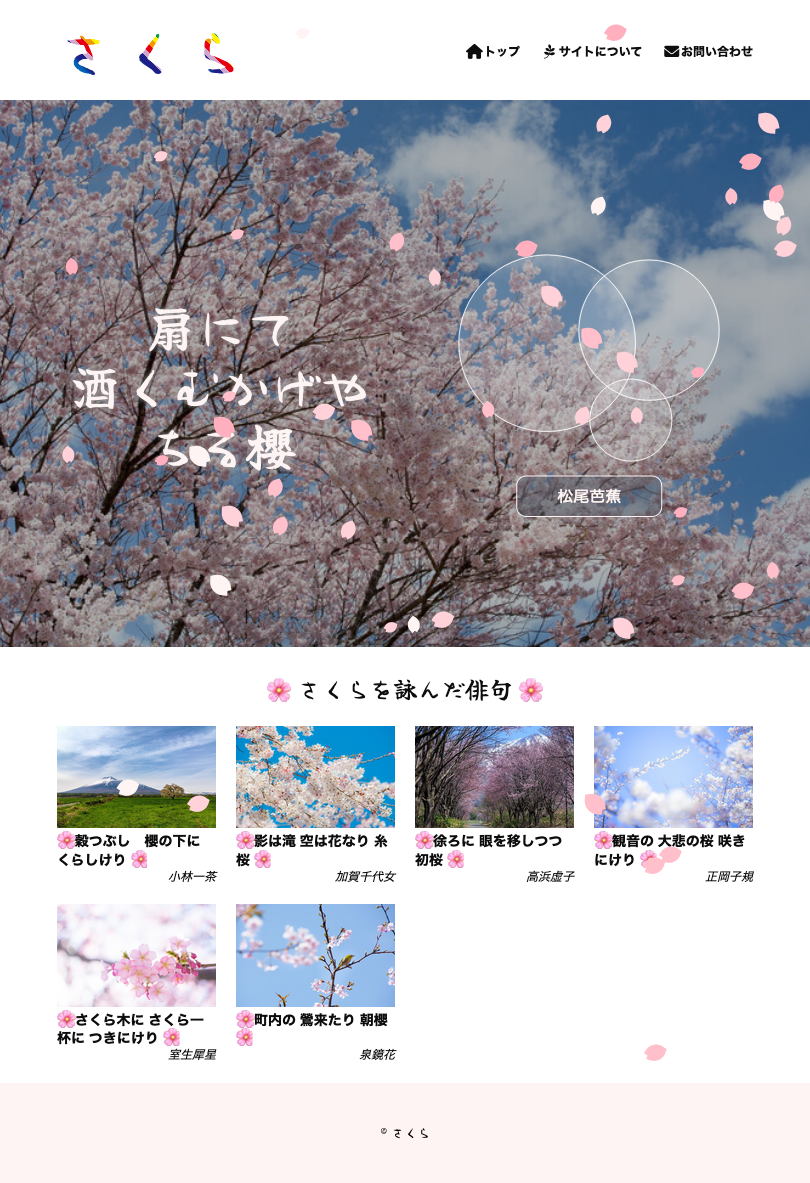 さくら
トップ
サイトについて
お問い合わせ
扇にて
酒くむかげや
ちる櫻
松尾芭蕉
さくらを詠んだ俳句
穀つぶし　櫻の下に
くらしけり
小林一茶
影は滝 空は花なり 糸
桜
加賀千代女
徐ろに 眼を移しつつ
初桜
高浜虚子
観音の 大悲の桜 咲き
にけり
正岡子規
さくら木に さくら一
杯に つきにけり
室生犀星
町内の 鶯来たり 朝櫻
泉鏡花
© さくら